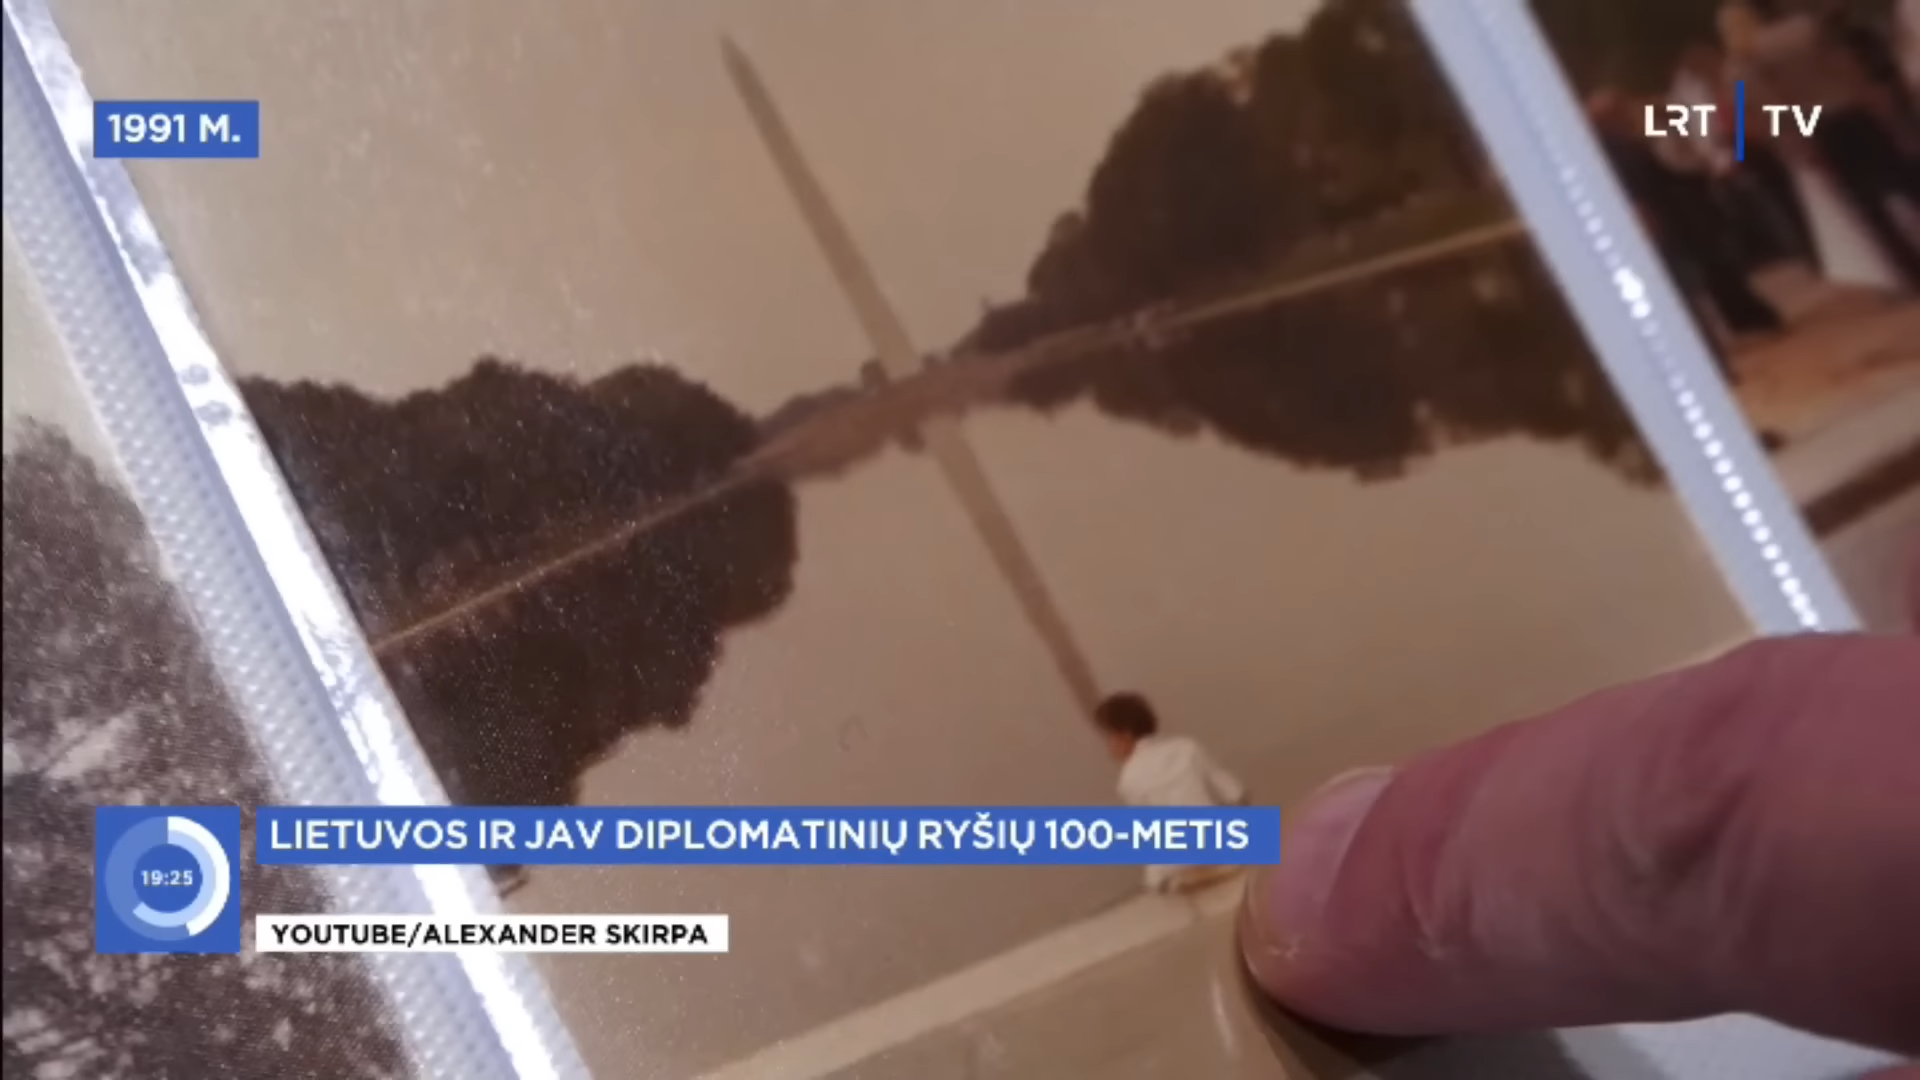 1991 M.
LRT | TV
LIETUVOS IR JAV DIPLOMATINIŲ RYŠIŲ 100-METIS
19:25
YOUTUBE/ALEXANDER SKIRPA